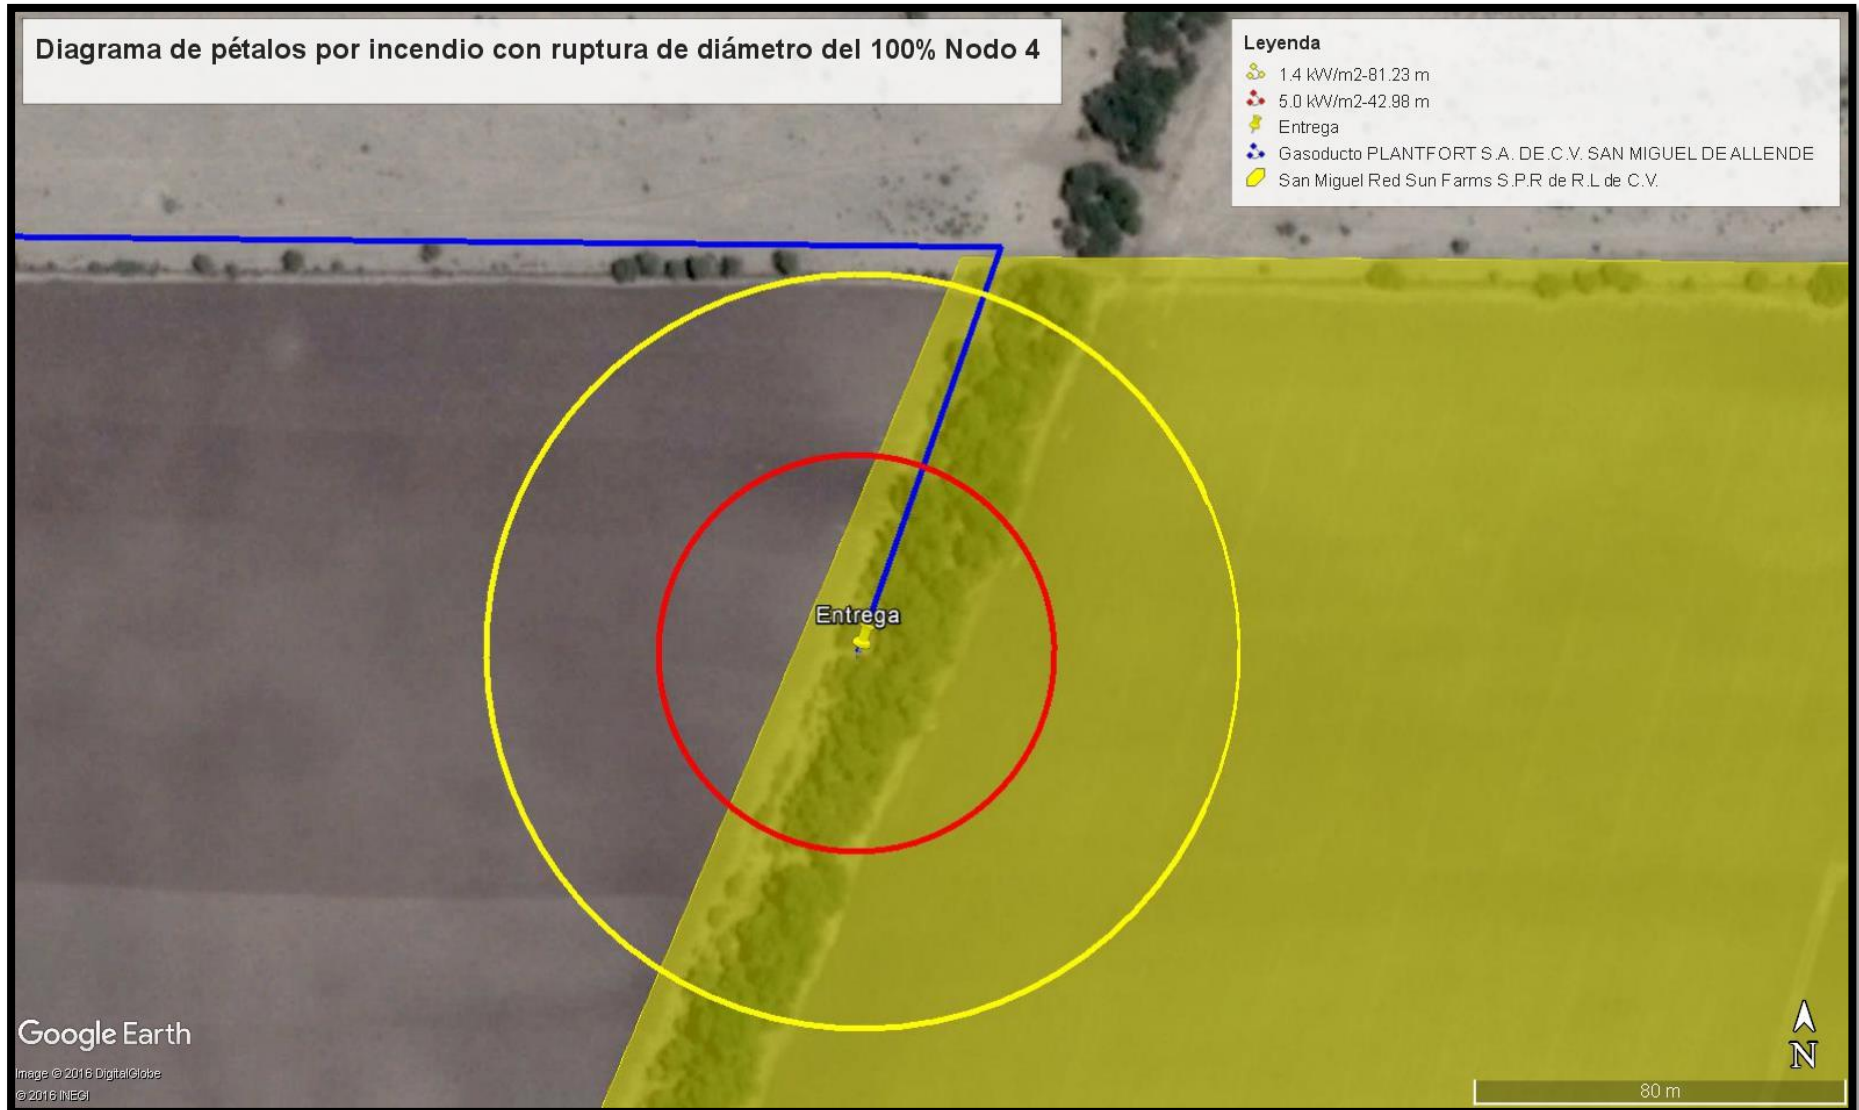 Diagrama de pétalos por incendio con ruptura de diámetro del 100% Nodo 4
Leyenda
1.4 kW/m2-81.23 m
5.0 kW/m2-42.98 m
Entrega
Gasoducto PLANTFORT S.A. DE.C.V. SAN MIGUEL DE ALLENDE
San Miguel Red Sun Farms S.P.R de R.L de C.V.
Entrega
Google Earth
Image © 2016 DigitalGlobe
© 2016 INEGI
N
80 m